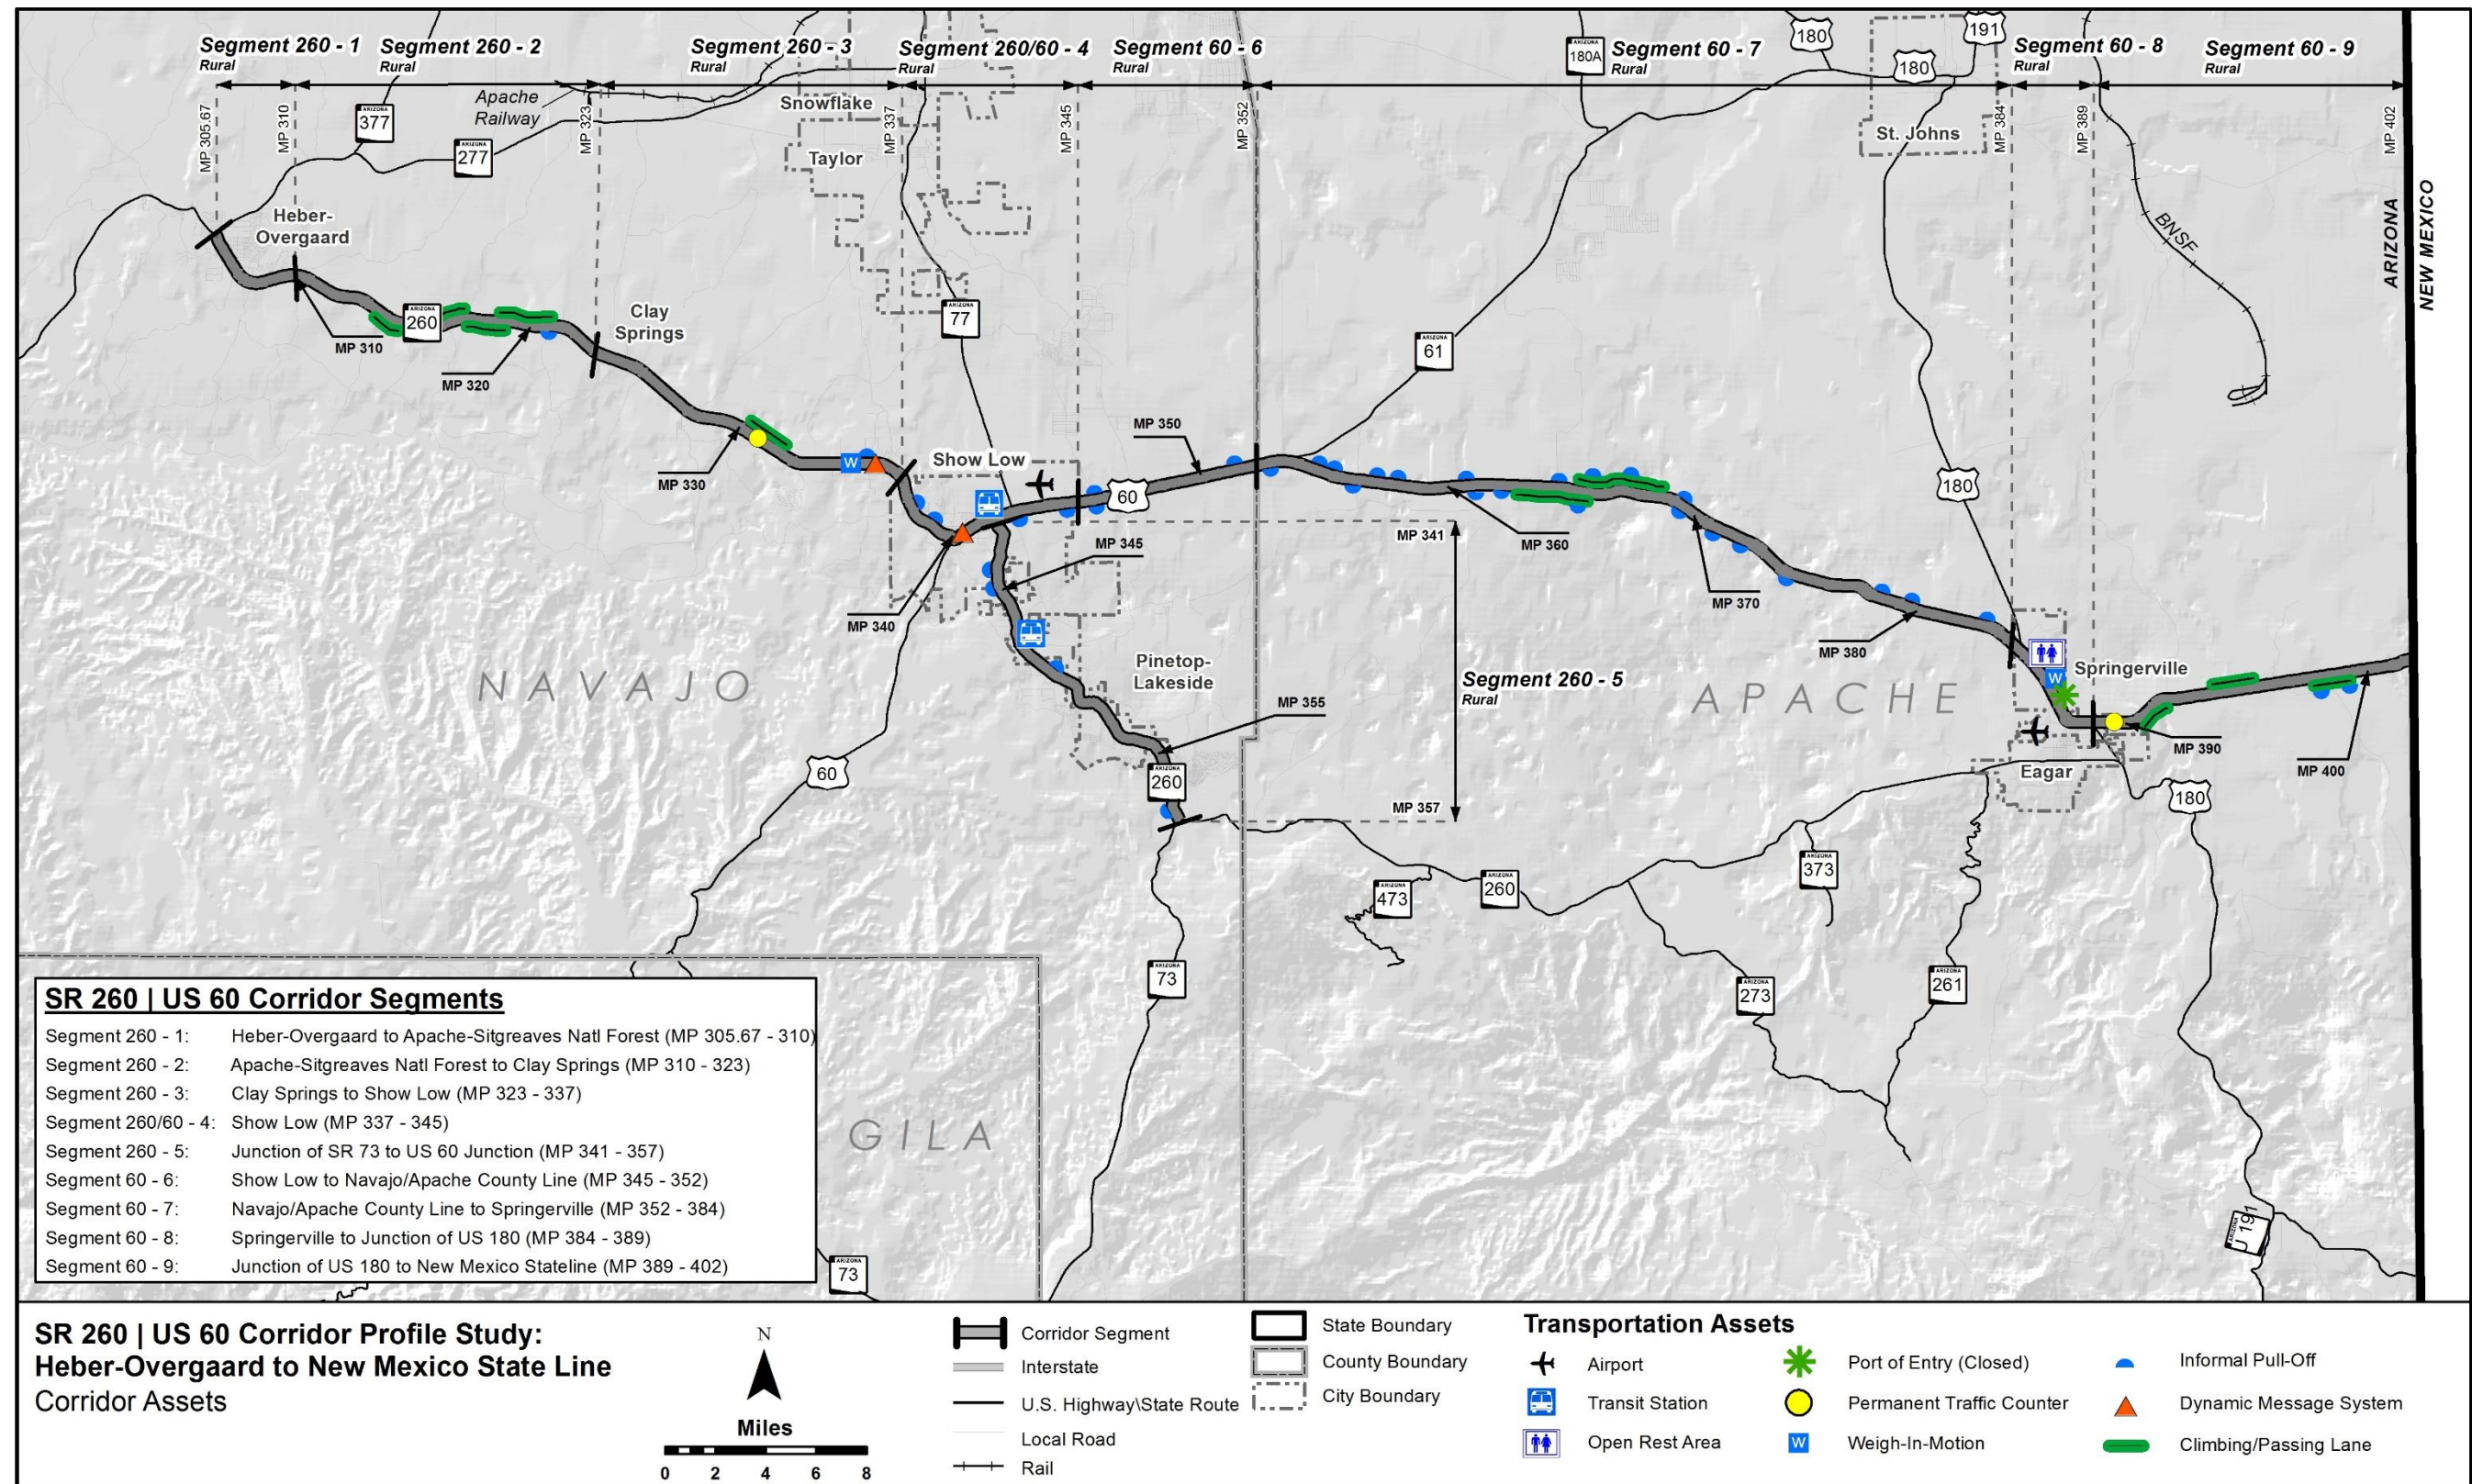 Segment 260 - 1
Rural
Segment 260 - 2
Rural
Segment 260 - 3
Rural
Segment 260/60 - 4
Rural
Segment 60 - 6
Rural
Segment 60 - 7
Rural
Segment 60 - 8
Rural
Segment 60 - 9
Rural
ARIZONA
180A
180
180
191
MP 305.67
MP 310
MP 323
MP 337
MP 345
MP 352
MP 384
MP 389
MP 402
Apache
Railway
ARIZONA
377
ARIZONA
277
Snowflake
Taylor
St. Johns
Heber-
Overgaard
BNSF
ARIZONA
NEW MEXICO
MP 310
ARIZONA
260
MP 320
Clay
Springs
ARIZONA
77
ARIZONA
61
MP 330
W
Show Low
MP 350
60
MP 345
MP 340
MP 341
MP 360
MP 370
180
MP 380
NAVAJO
Pinetop-
Lakeside
MP 355
Segment 260 - 5
Rural
APACHE
Springerville
W
MP 390
MP 400
60
ARIZONA
260
MP 357
Eagar
180
ARIZONA
473
ARIZONA
260
ARIZONA
373
ARIZONA
73
ARIZONA
273
ARIZONA
261
GILA
ARIZONA
U 191
ARIZONA
73
SR 260 | US 60 Corridor Segments
Segment 260 - 1: Heber-Overgaard to Apache-Sitgreaves Natl Forest (MP 305.67 - 310)
Segment 260 - 2: Apache-Sitgreaves Natl Forest to Clay Springs (MP 310 - 323)
Segment 260 - 3: Clay Springs to Show Low (MP 323 - 337)
Segment 260/60 - 4: Show Low (MP 337 - 345)
Segment 260 - 5: Junction of SR 73 to US 60 Junction (MP 341 - 357)
Segment 60 - 6: Show Low to Navajo/Apache County Line (MP 345 - 352)
Segment 60 - 7: Navajo/Apache County Line to Springerville (MP 352 - 384)
Segment 60 - 8: Springerville to Junction of US 180 (MP 384 - 389)
Segment 60 - 9: Junction of US 180 to New Mexico Stateline (MP 389 - 402)
SR 260 | US 60 Corridor Profile Study:
Heber-Overgaard to New Mexico State Line
Corridor Assets
N
Miles
0 2 4 6 8
Corridor Segment
Interstate
U.S. Highway\State Route
Local Road
Rail
State Boundary
County Boundary
City Boundary
Transportation Assets
Airport
Transit Station
Open Rest Area
Port of Entry (Closed)
Permanent Traffic Counter
W Weigh-In-Motion
Informal Pull-Off
Dynamic Message System
Climbing/Passing Lane